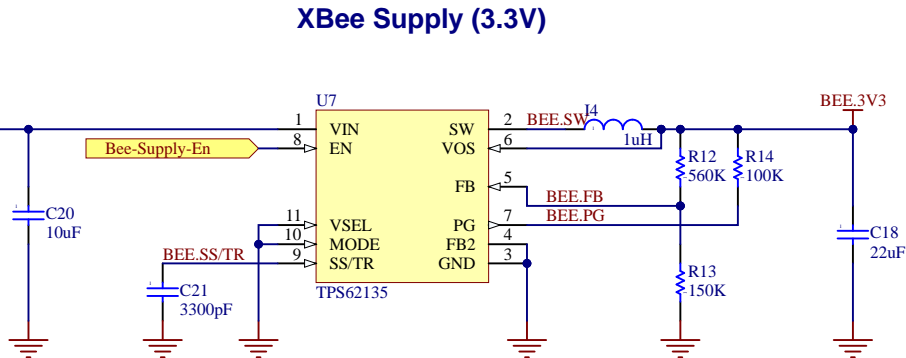 XBee Supply (3.3V)
U7
BEE.3V3
I4
1 VIN SW 2 BEE.SW
1uH
Bee-Supply-En 8 EN VOS 6
R12 R14
560K 100K
FB 5 BEE.FB
C20
10uF
11 VSEL PG 7 BEE.PG
10 MODE FB2 4
C18
22uF
BEE.SS/TR 9 SS/TR GND 3
R13
150K
C21
3300pF
TPS62135